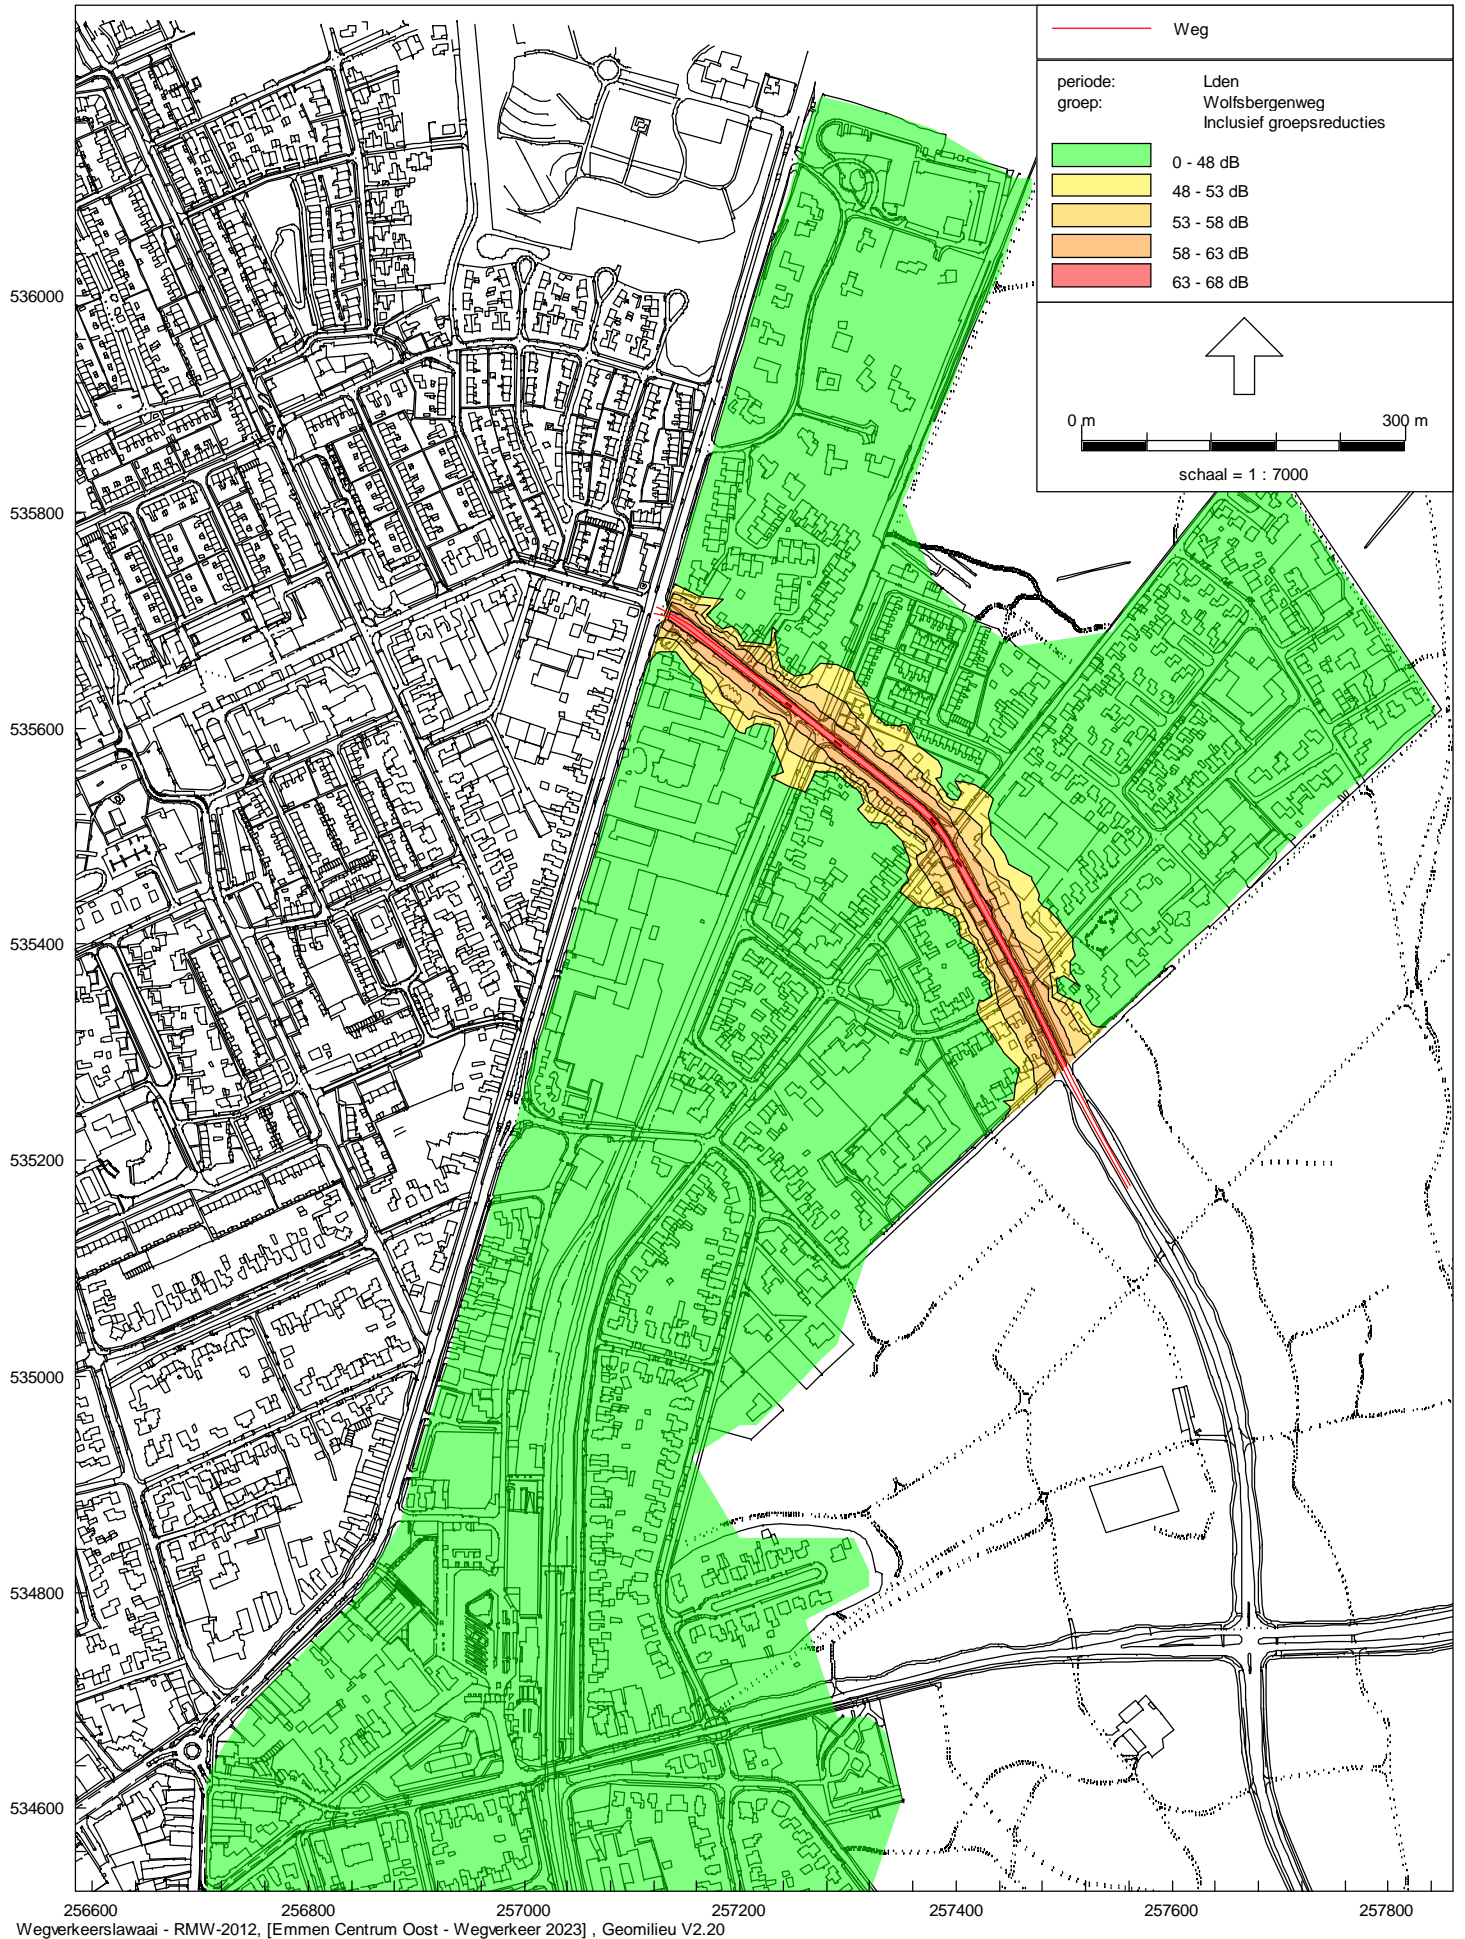 Weg
periode: Lden
groep: Wolfsbergenweg
Inclusief groepsreducties
0 - 48 dB
48 - 53 dB
53 - 58 dB
58 - 63 dB
63 - 68 dB
0 m 300 m
schaal = 1 : 7000
536000
535800
535600
535400
535200
535000
534800
534600
266600 266800 257000 257200 257400 257600 257800
Wegverkeerslawaai - RMW-2012, [Emmen Centrum Oost - Wegverkeer 2023] , Geomilieu V2.20